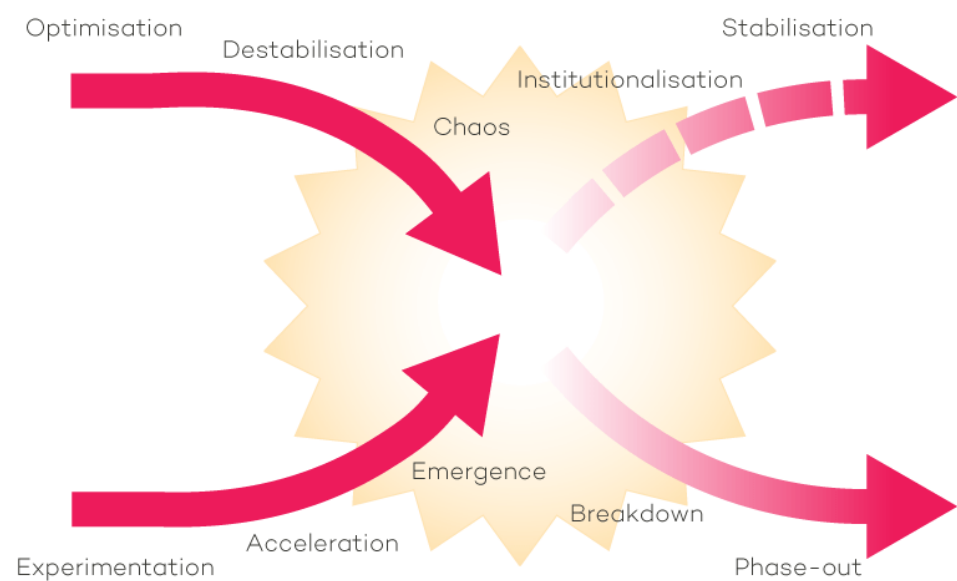 Optimisation
Stabilisation
Destabilisation
Institutionalisation
Chaos
Emergence
Breakdown
Acceleration
Experimentation
Phase-out